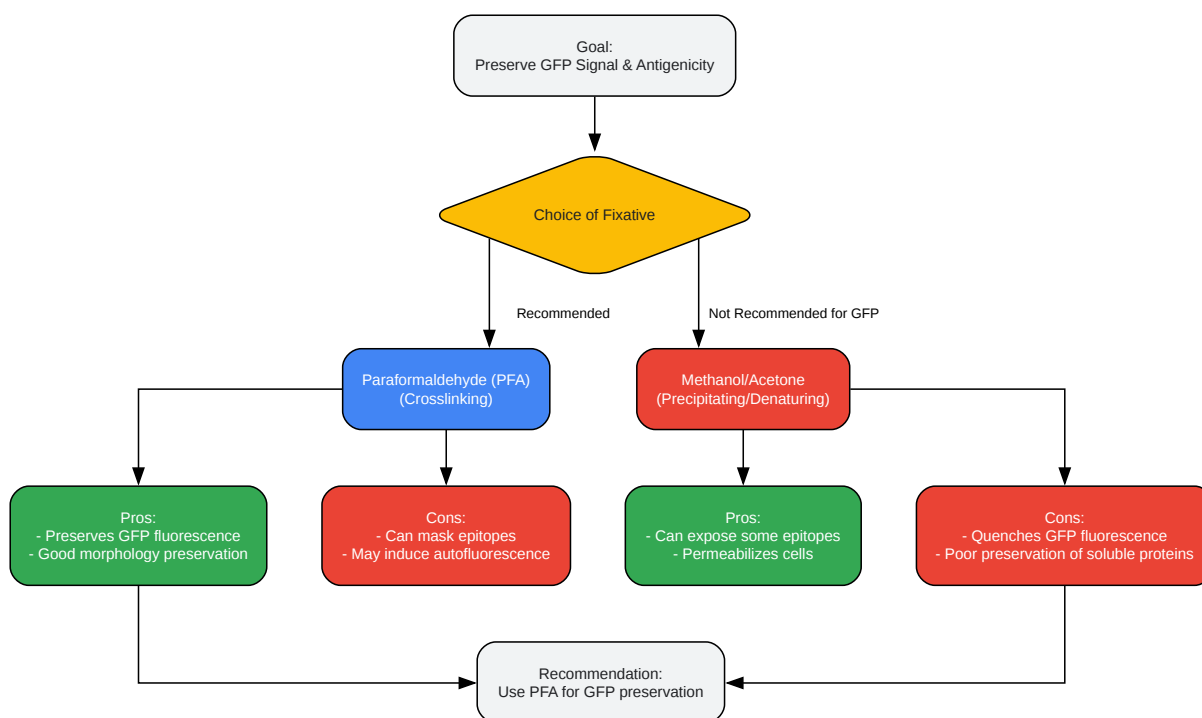 Goal:
Preserve GFP Signal & Antigenicity
Choice of Fixative
Recommended
Not Recommended for GFP
Paraformaldehyde (PFA)
(Crosslinking)
Methanol/Acetone
(Precipitating/Denaturing)
Pros:
- Preserves GFP fluorescence
- Good morphology preservation
Cons:
- Can mask epitopes
- May induce autofluorescence
Pros:
- Can expose some epitopes
- Permeabilizes cells
Cons:
- Quenches GFP fluorescence
- Poor preservation of soluble proteins
Recommendation:
Use PFA for GFP preservation